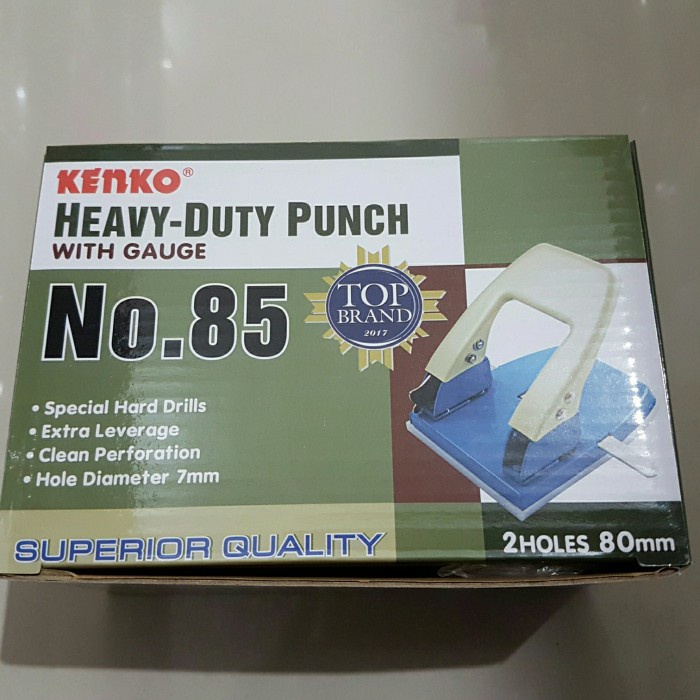 KENKO®
HEAVY-DUTY PUNCH
WITH GAUGE
No.85
TOP
BRAND
2017
• Special Hard Drills
• Extra Leverage
• Clean Perforation
• Hole Diameter 7mm
SUPERIOR QUALITY
2HOLES 80mm